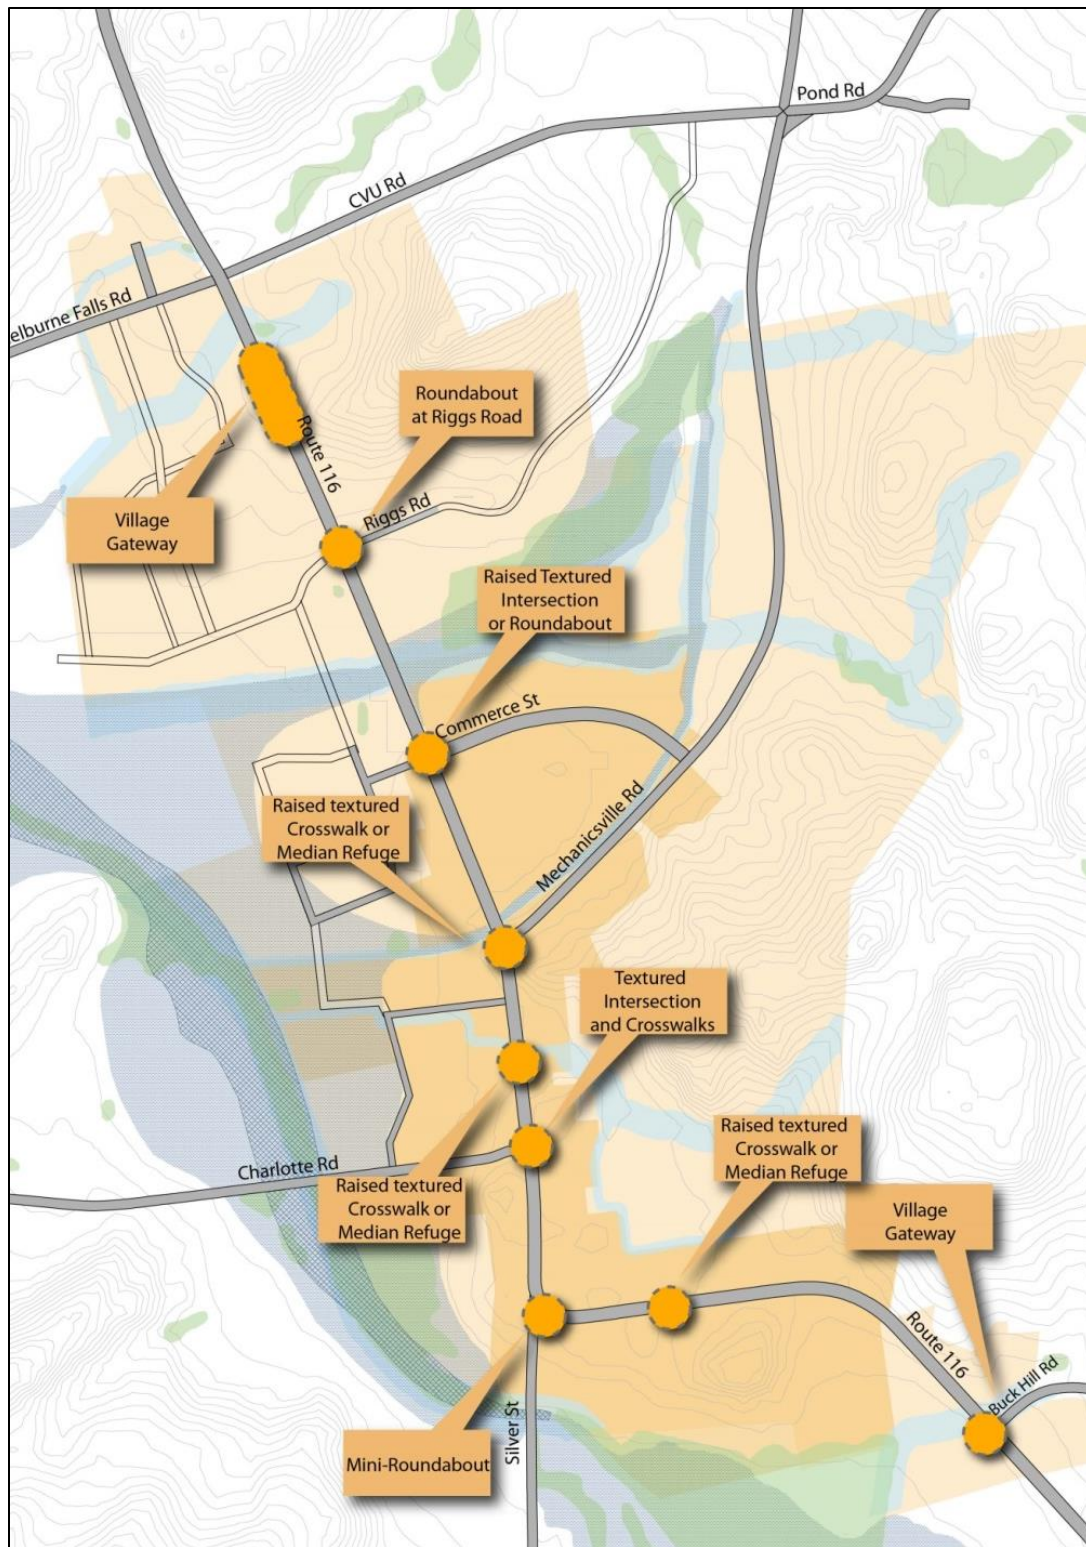 Pond Rd
CVU Rd
elburne Falls Rd
Roundabout
at Riggs Road
Route 116
Village
Gateway
Riggs Rd
Raised Textured
Intersection
or Roundabout
Commerce St
Raised textured
Crosswalk or
Median Refuge
Mechanicsville Rd
Textured
Intersection
and Crosswalks
Raised textured
Crosswalk or
Median Refuge
Charlotte Rd
Raised textured
Crosswalk or
Median Refuge
Village
Gateway
Route 116
Buck Hill Rd
Silver St
Mini-Roundabout